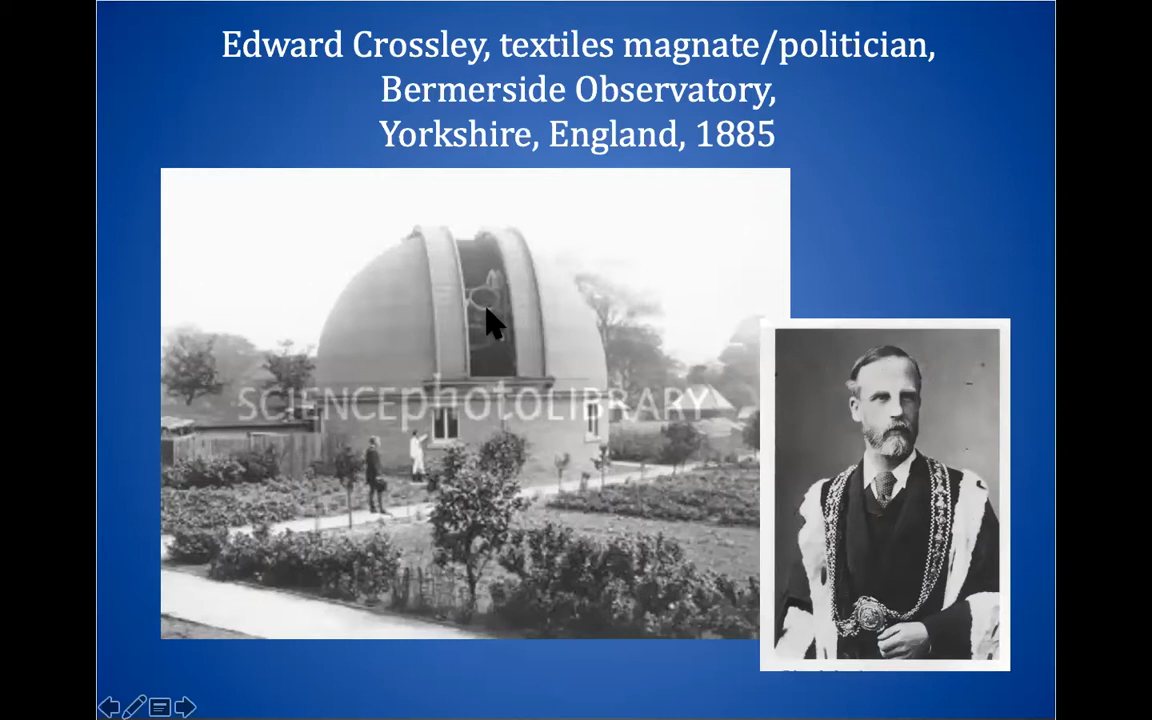 Edward Crossley, textiles magnate/politician,
Bermerside Observatory,
Yorkshire, England, 1885
SCIENCEphotoLIBRARY